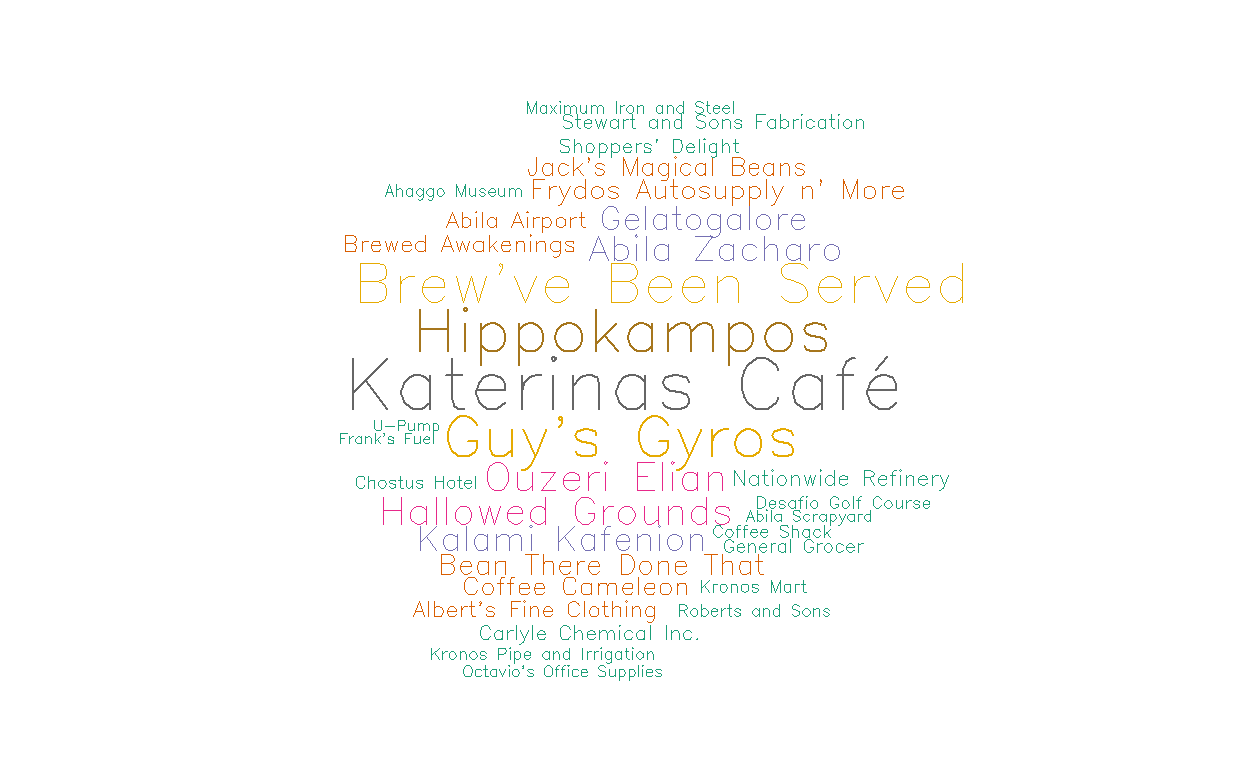 Maximum Iron and Steel
Stewart and Sons Fabrication
Shoppers' Delight
Jack's Magical Beans
Ahaggo Museum Frydos Autosupply n' More
Abila Airport Gelatogalore
Brewed Awakenings Abila Zacharo
Brew've Been Served
Hippokampos
Katerinas Café
U-Pump
Frank's Fuel Guy's Gyros
Chostus Hotel Ouzeri Elian Nationwide Refinery
Desafio Golf Course
Hallowed Grounds Abila Scrapyard
Coffee Shack
Kalami Kafenion General Grocer
Bean There Done That
Coffee Cameleon Kronos Mart
Albert's Fine Clothing Roberts and Sons
Carlyle Chemical Inc.
Kronos Pipe and Irrigation
Octavio's Office Supplies